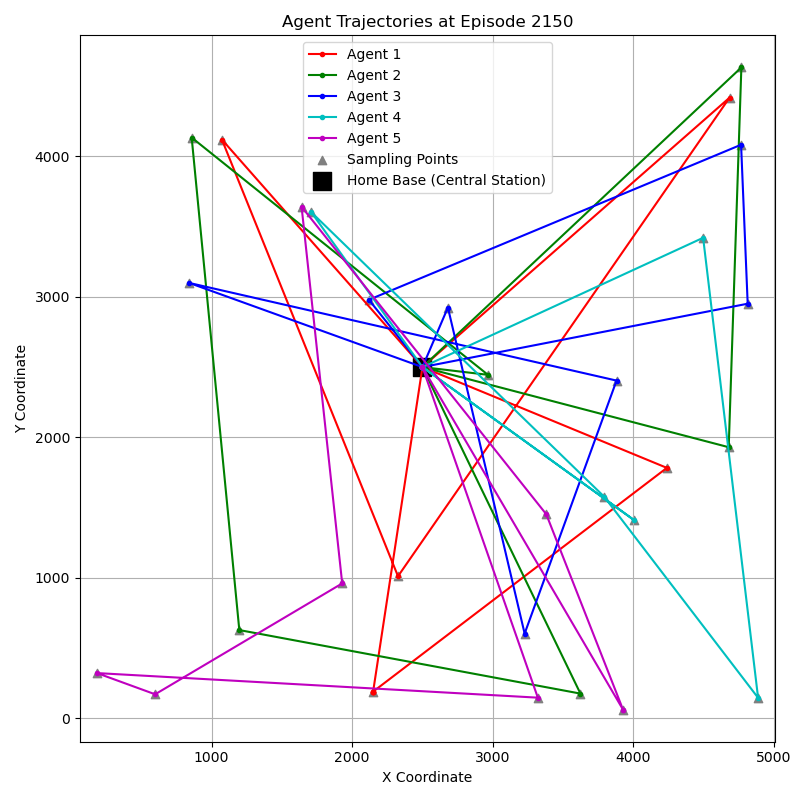 Agent Trajectories at Episode 2150
Agent 1
Agent 2
Agent 3
Agent 4
Agent 5
Sampling Points
Home Base (Central Station)
Y Coordinate
4000
3000
2000
1000
0
1000
2000
3000
4000
5000
X Coordinate